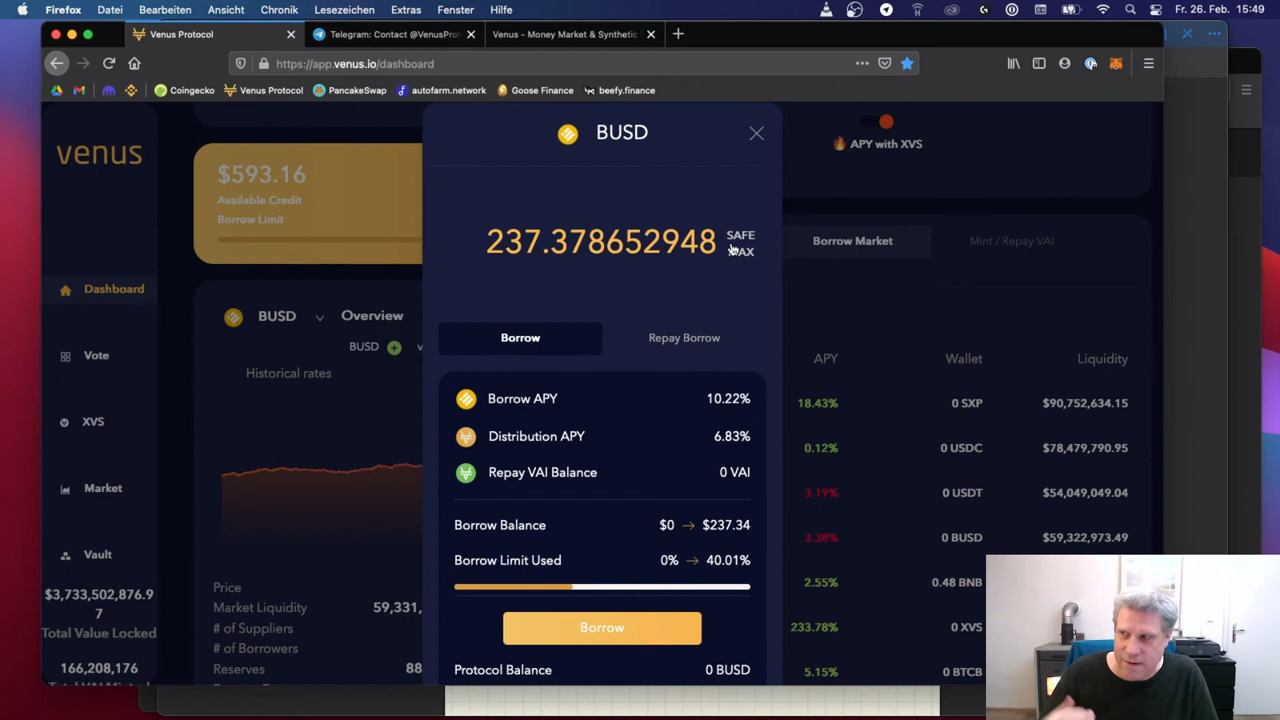 Firefox Datei Bearbeiten Ansicht Chronik Lesezeichen Extras Fenster Hilfe Fr. 26. Feb. 15:49
Venus Protocol Telegram: Contact @VenusProt Venus - Money Market & Synthetic
https://app.venus.io/dashboard
Coingecko Venus Protocol PancakeSwap autofarm.network Goose Finance beefy.finance
BUSD
APY with XVS
venus
$593.16
Available Credit
Borrow Limit
237.378652948 SAFE
MAX
Borrow Market Mint / Repay VAI
Dashboard
BUSD Overview
Borrow Repay Borrow
BUSD
Vote
APY Wallet Liquidity
Historical rates
Borrow APY 10.22%
18.43% 0 SXP $90,752,634.15
XVS
Distribution APY 6.83%
0.12% 0 USDC $78,479,790.95
Repay VAI Balance 0 VAI
Market
3.19% 0 USDT $54,049,049.04
Borrow Balance $0 → $237.34
3.38% 0 BUSD $59,322,973.49
Vault
Borrow Limit Used 0% → 40.01%
2.55% 0.48 BNB
Price
$3,733,502,876.9
7
Total Value Locked
Market Liquidity 59,331,
# of Suppliers
Borrow
233.78% 0 XVS
# of Borrowers
166,208,176
Reserves 88
Protocol Balance 0 BUSD
5.15% 0 BTCB
Total VAI Minted